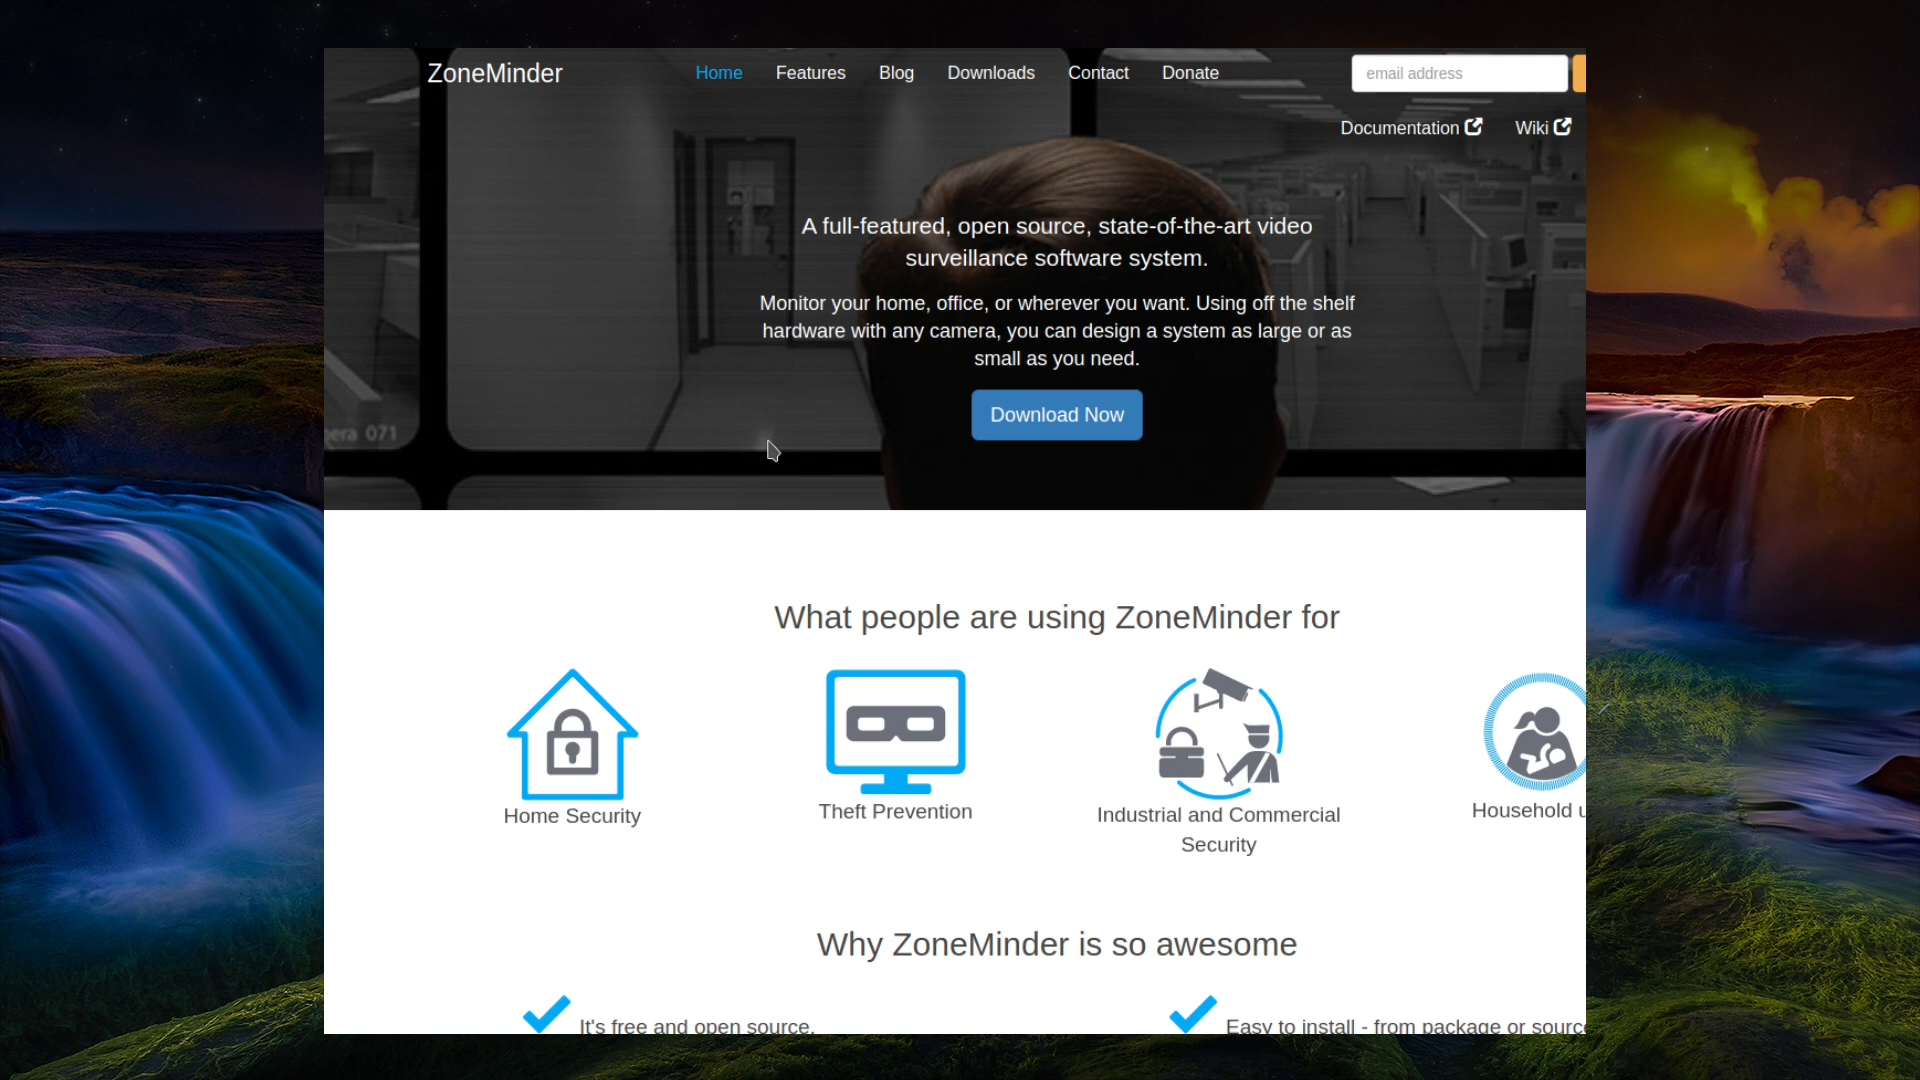 ZoneMinder
Home Features Blog Downloads Contact Donate
email address
Documentation Wiki
A full-featured, open source, state-of-the-art video
surveillance software system.
Monitor your home, office, or wherever you want. Using off the shelf
hardware with any camera, you can design a system as large or as
small as you need.
Download Now
era 071
What people are using ZoneMinder for
Home Security
Theft Prevention
Industrial and Commercial
Security
Household u
Why ZoneMinder is so awesome
It's free and open source.
Easy to install - from package or source